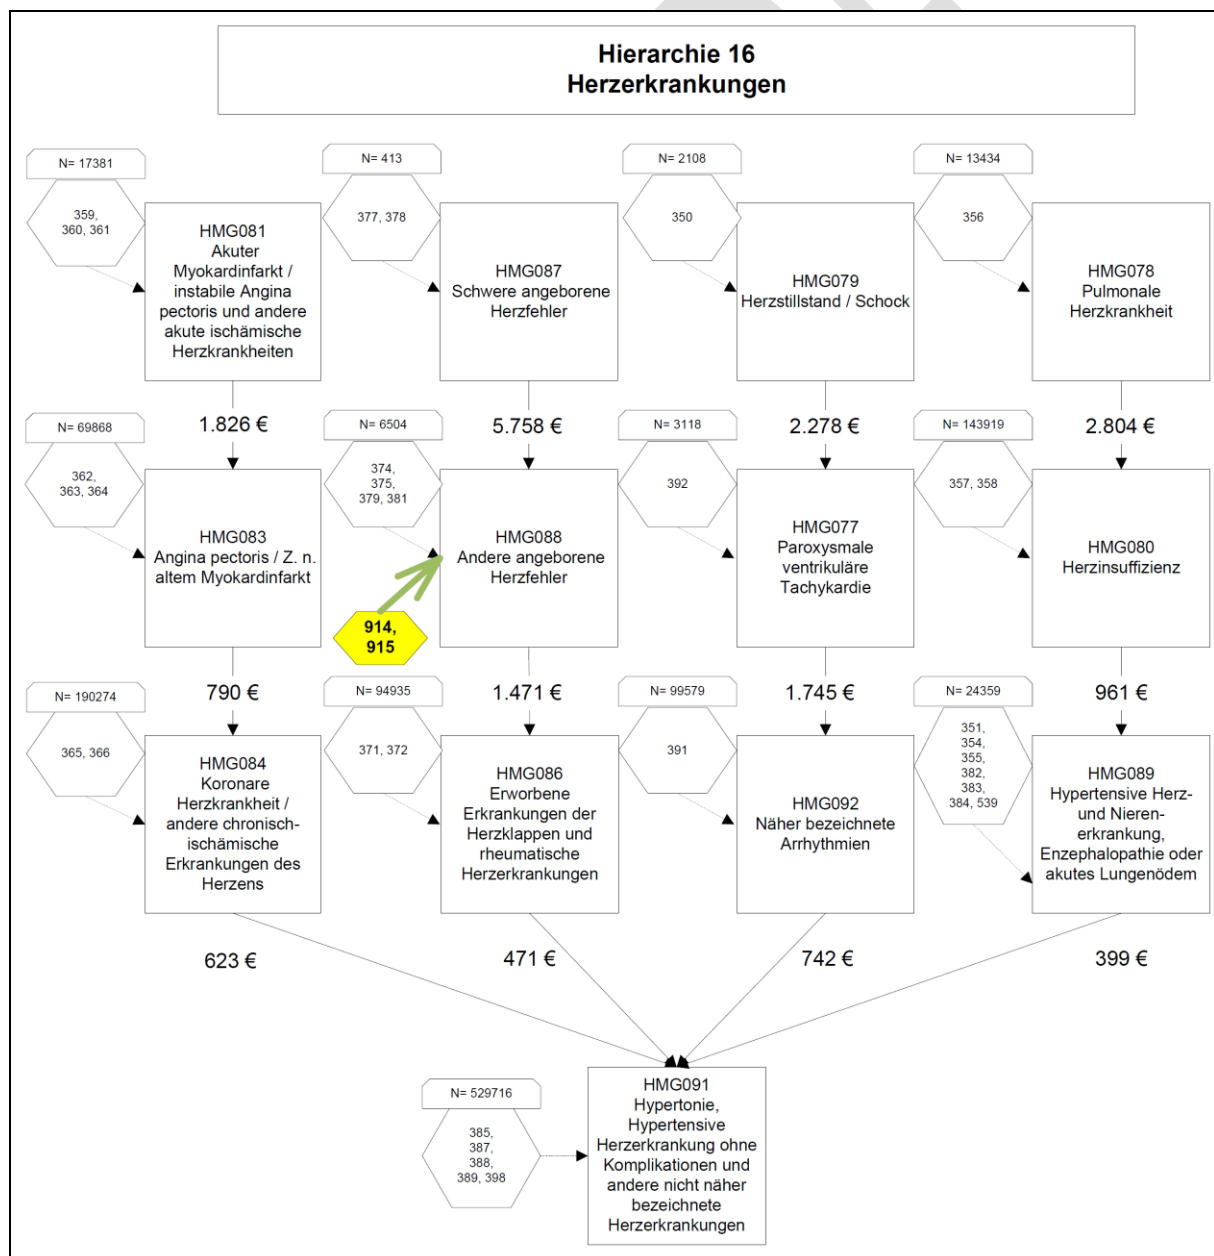 Hierarchie 16
Herzerkrankungen
N= 17381
359,
360, 361
HMG081
Akuter
Myokardinfarkt /
instabile Angina
pectoris und andere
akute ischämische
Herzkrankheiten
N= 413
377, 378
HMG087
Schwere angeborene
Herzfehler
N= 2108
350
HMG079
Herzstillstand / Schock
N= 13434
356
HMG078
Pulmonale
Herzkrankheit
1.826 €
5.758 €
2.278 €
2.804 €
N= 69868
362,
363, 364
HMG083
Angina pectoris / Z. n.
altem Myokardinfarkt
N= 6504
374,
375,
379, 381
914,
915
HMG088
Andere angeborene
Herzfehler
N= 3118
392
HMG077
Paroxysmale
ventrikuläre
Tachykardie
N= 143919
357, 358
HMG080
Herzinsuffizienz
790 €
1.471 €
1.745 €
961 €
N= 190274
365, 366
HMG084
Koronare
Herzkrankheit /
andere chronisch-
ischämische
Erkrankungen des
Herzens
N= 94935
371, 372
HMG086
Erworbene
Erkrankungen der
Herzklappen und
rheumatische
Herzerkrankungen
N= 99579
391
HMG092
Näher bezeichnete
Arrhythmien
N= 24359
351,
354,
355,
382,
383,
384, 539
HMG089
Hypertensive Herz-
und Nieren-
erkrankung,
Enzephalopathie oder
akutes Lungenödem
623 €
471 €
742 €
399 €
N= 529716
385,
387,
388,
389, 398
HMG091
Hypertonie,
Hypertensive
Herzerkrankung ohne
Komplikationen und
andere nicht näher
bezeichnete
Herzerkrankungen